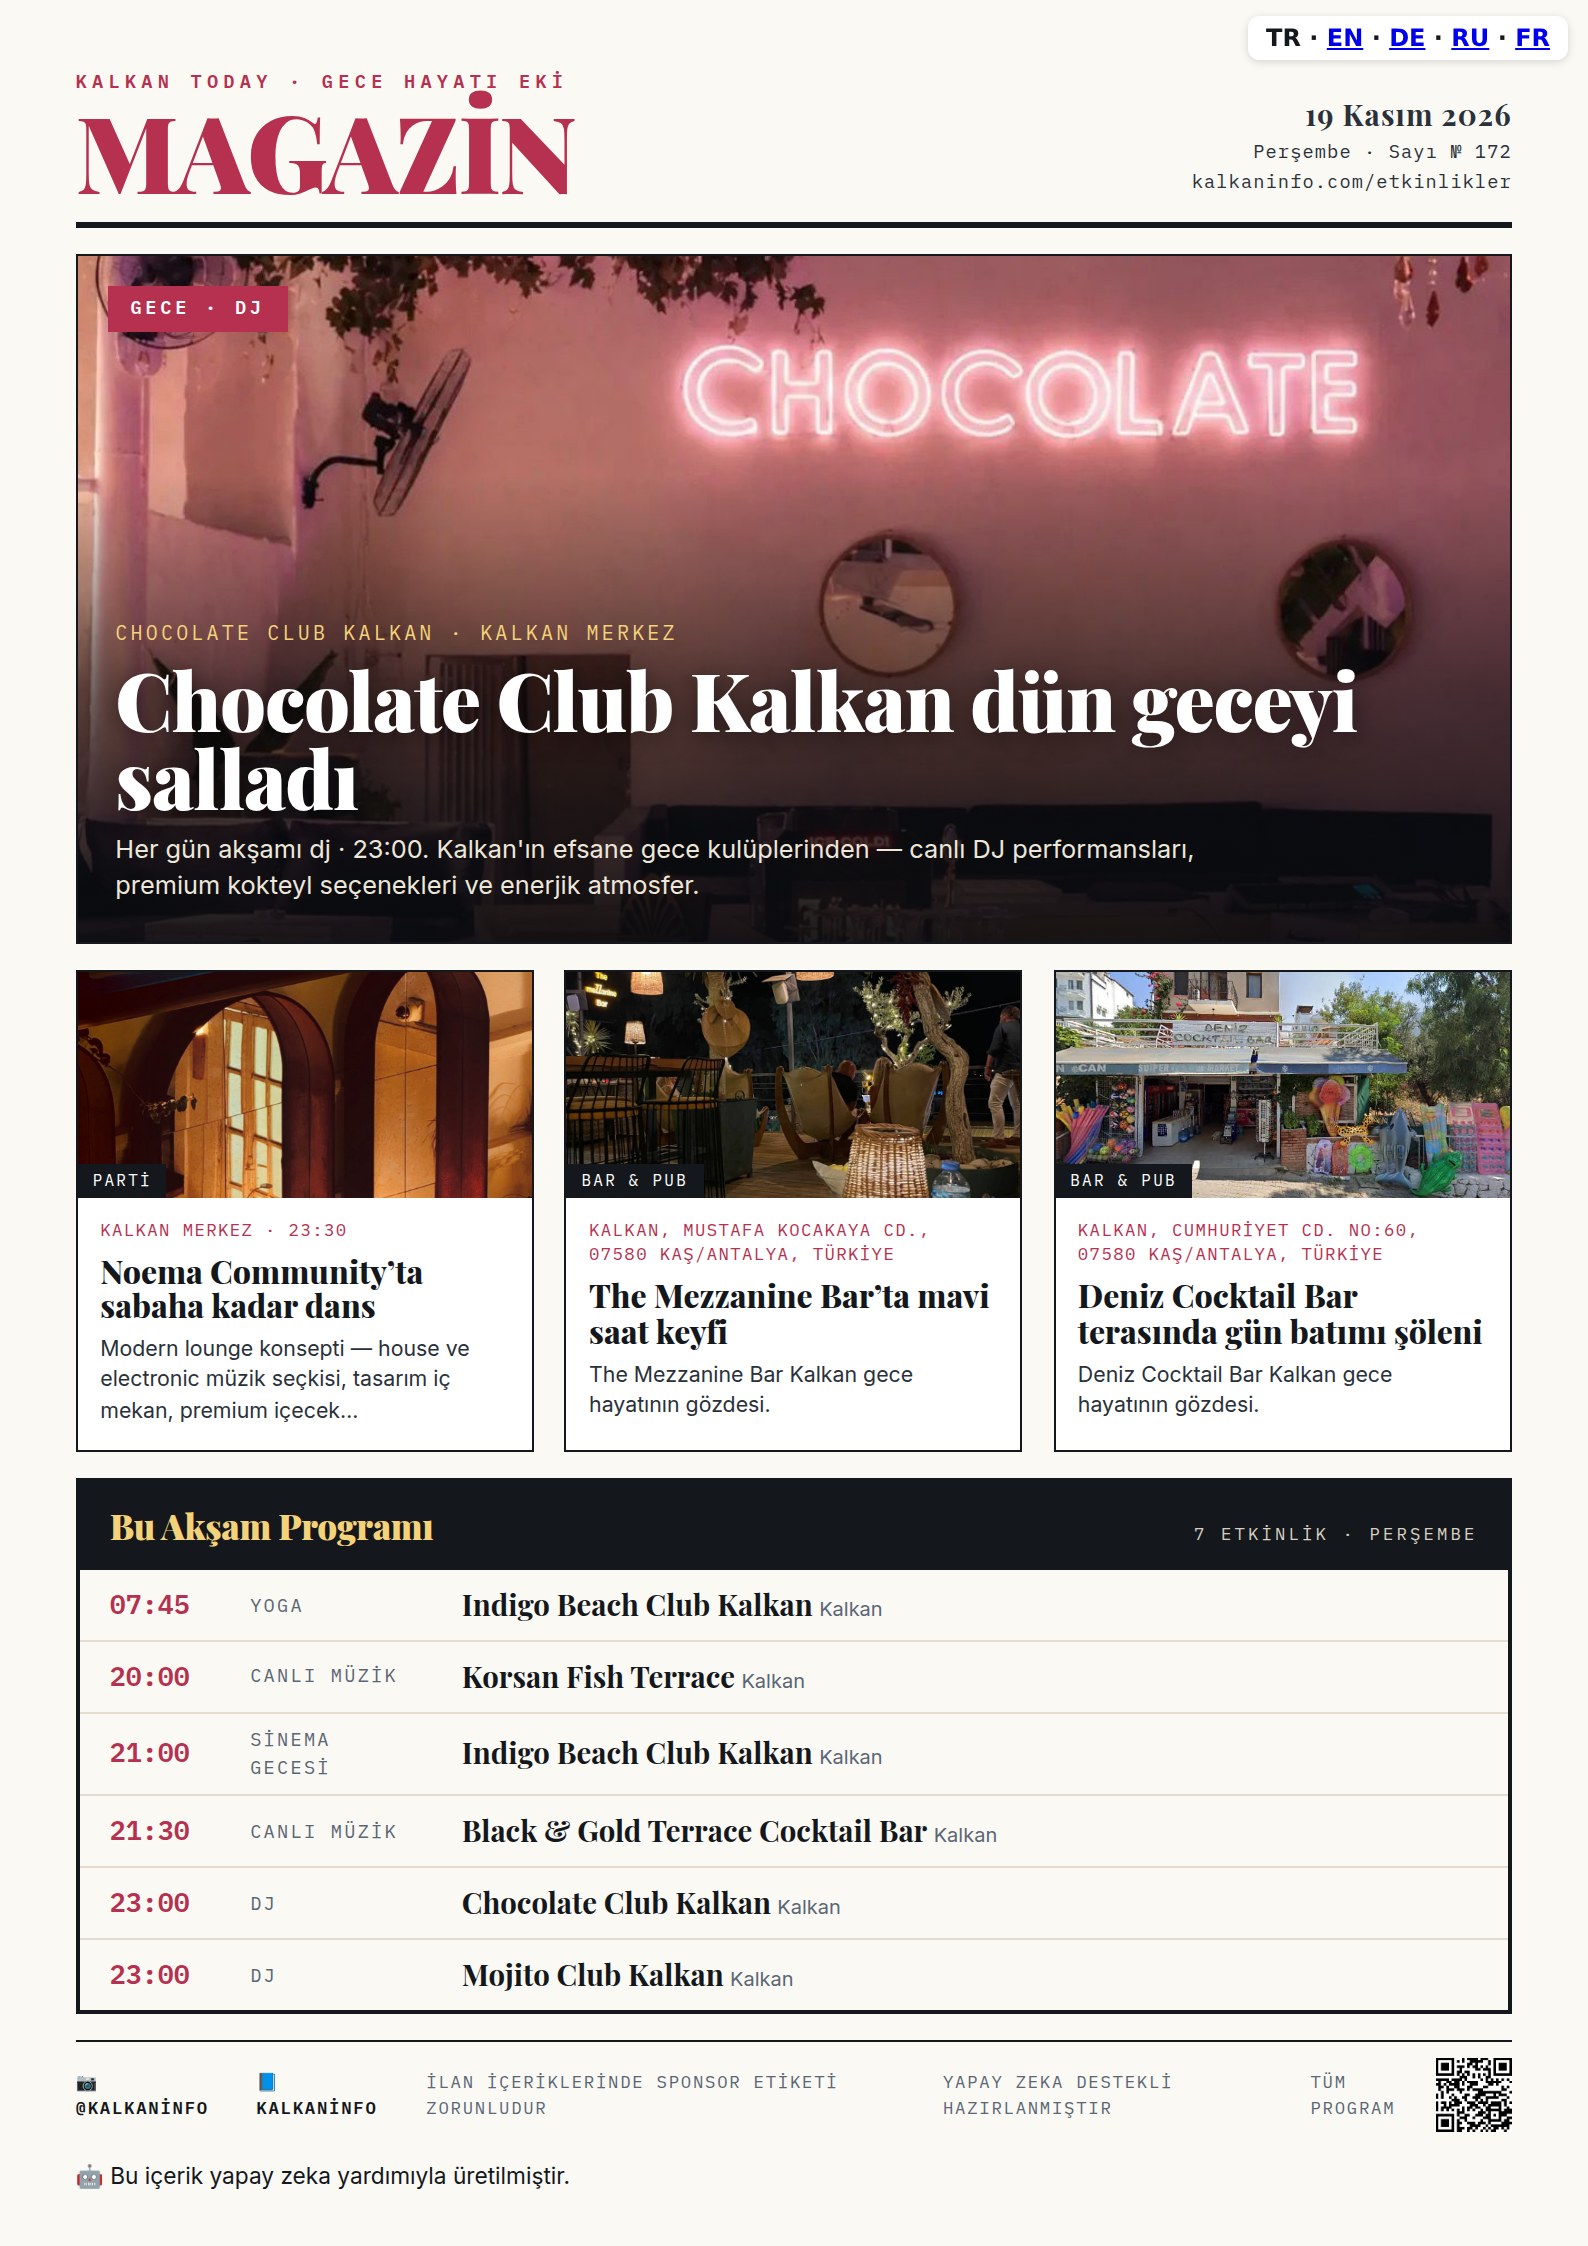 TR · EN · DE · RU · FR
KALKAN TODAY · GECE HAYATI EKİ
MAGAZİN
19 Kasım 2026
Perşembe · Sayı № 172
kalkaninfo.com/etkinlikler
GECE · DJ
CHOCOLATE
CHOCOLATE CLUB KALKAN · KALKAN MERKEZ
Chocolate Club Kalkan dün geceyi
salladı
Her gün akşamı dj · 23:00. Kalkan'ın efsane gece kulüplerinden — canlı DJ performansları,
premium kokteyl seçenekleri ve enerjik atmosfer.
PARTİ
KALKAN MERKEZ · 23:30
Noema Community’ta
sabaha kadar dans
Modern lounge konsepti — house ve
electronic müzik seçkisi, tasarım iç
mekan, premium içecek…
The
Bar
BAR & PUB
KALKAN, MUSTAFA KOCAKAYA CD.,
07580 KAŞ/ANTALYA, TÜRKİYE
The Mezzanine Bar’ta mavi
saat keyfi
The Mezzanine Bar Kalkan gece
hayatının gözdesi.
DENİZ
COCKTAIL BAR
BAR & PUB
KALKAN, CUMHURİYET CD. NO:60,
07580 KAŞ/ANTALYA, TÜRKİYE
Deniz Cocktail Bar
terasında gün batımı şöleni
Deniz Cocktail Bar Kalkan gece
hayatının gözdesi.
Bu Akşam Programı
7 ETKİNLİK · PERŞEMBE
07:45 YOGA Indigo Beach Club Kalkan Kalkan
20:00 CANLI MÜZİK Korsan Fish Terrace Kalkan
21:00 SİNEMA GECESİ Indigo Beach Club Kalkan Kalkan
21:30 CANLI MÜZİK Black & Gold Terrace Cocktail Bar Kalkan
23:00 DJ Chocolate Club Kalkan Kalkan
23:00 DJ Mojito Club Kalkan Kalkan
@KALKANİNFO
KALKANİNFO
İLAN İÇERİKLERİNDE SPONSOR ETİKETİ
ZORUNLUDUR
YAPAY ZEKA DESTEKLİ
HAZIRLANMIŞTIR
TÜM
PROGRAM
Bu içerik yapay zeka yardımıyla üretilmiştir.